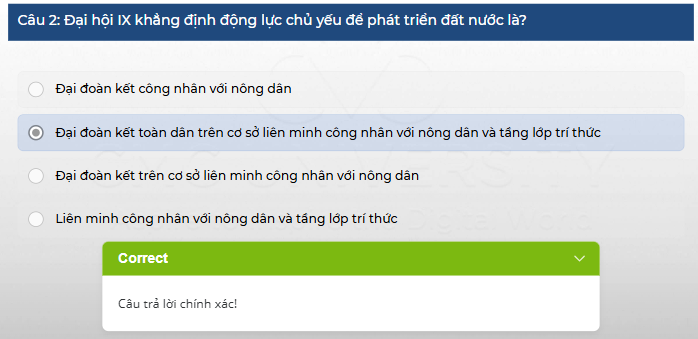 Câu 2: Đại hội IX khẳng định động lực chủ yếu để phát triển đất nước là?
Đại đoàn kết công nhân với nông dân
Đại đoàn kết toàn dân trên cơ sở liên minh công nhân với nông dân và tầng lớp trí thức
Đại đoàn kết trên cơ sở liên minh công nhân với nông dân
Liên minh công nhân với nông dân và tầng lớp trí thức
Correct
Câu trả lời chính xác!